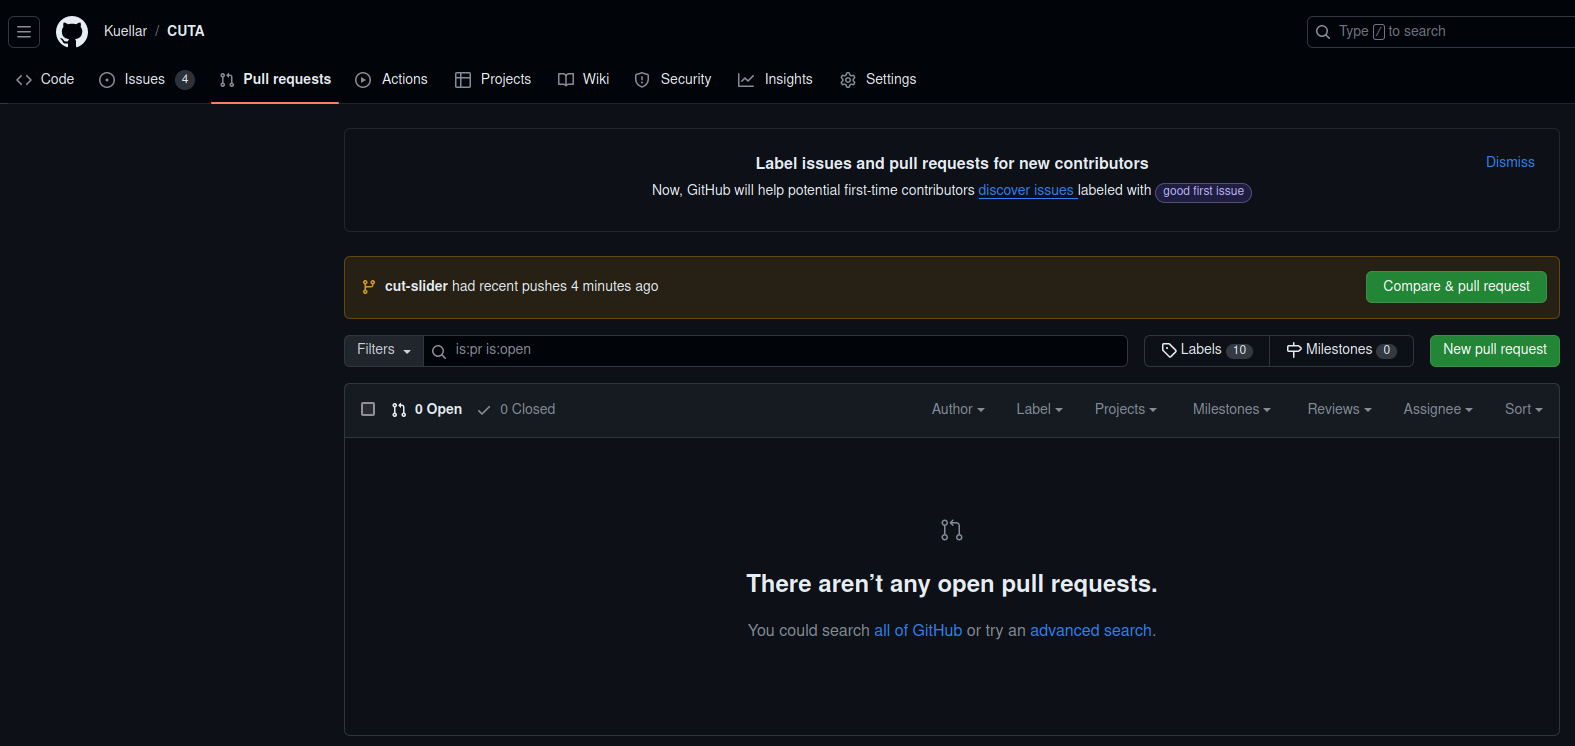 Kuellar / CUTA
Type / to search
Code Issues 4 Pull requests Actions Projects Wiki Security Insights Settings
Label issues and pull requests for new contributors
Dismiss
Now, GitHub will help potential first-time contributors discover issues labeled with good first issue
cut-slider had recent pushes 4 minutes ago
Compare & pull request
Filters is:pr is:open Labels 10 Milestones 0 New pull request
0 Open 0 Closed Author Label Projects Milestones Reviews Assignee Sort
There aren’t any open pull requests.
You could search all of GitHub or try an advanced search.